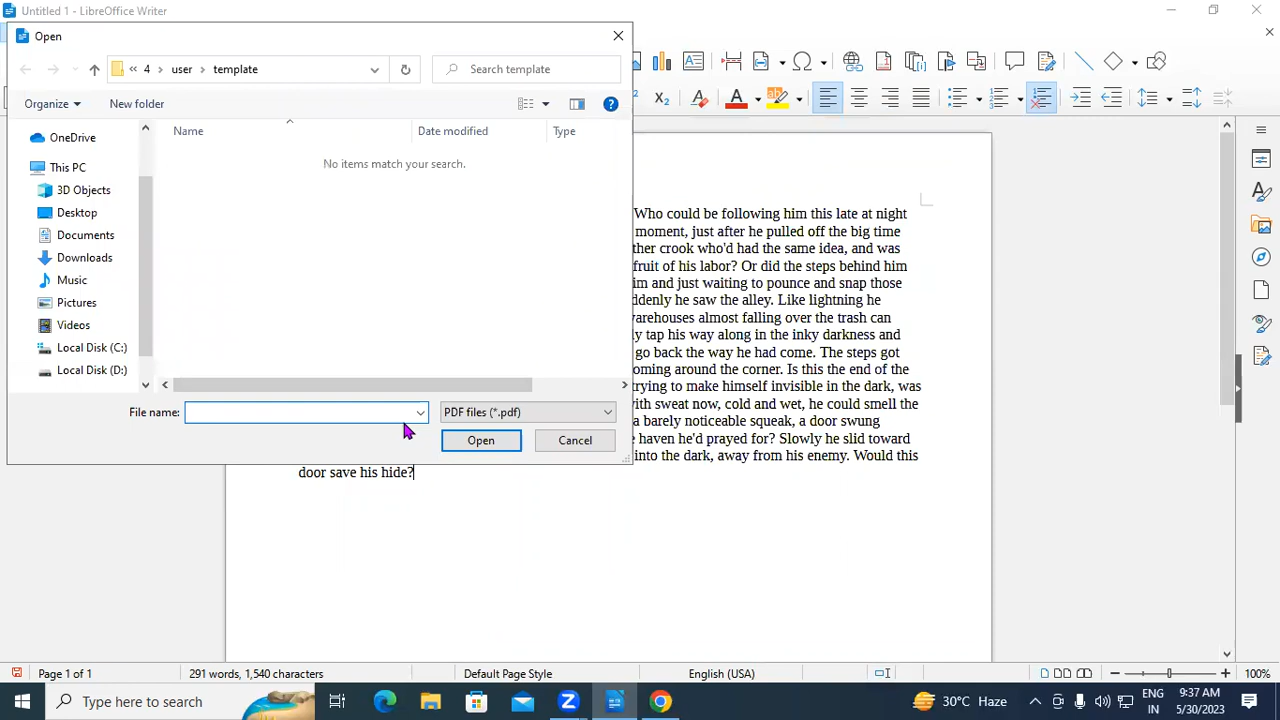 Untitled 1 - LibreOffice Writer
Open
4
user
template
Search template
Organize
New folder
OneDrive
This PC
3D Objects
Desktop
Documents
Downloads
Music
Pictures
Videos
Local Disk (C:)
Local Disk (D:)
Name
Date modified
Type
No items match your search.
File name:
PDF files (*.pdf)
Open
Cancel
Who could be following him this late at night
moment, just after he pulled off the big time
ther crook who'd had the same idea, and was
fruit of his labor? Or did the steps behind him
im and just waiting to pounce and snap those
ddenly he saw the alley. Like lightning he
varehouses almost falling over the trash can
ly tap his way along in the inky darkness and
go back the way he had come. The steps got
oming around the corner. Is this the end of the
trying to make himself invisible in the dark, was
vith sweat now, cold and wet, he could smell the
a barely noticeable squeak, a door swung
e haven he'd prayed for? Slowly he slid toward
into the dark, away from his enemy. Would this
door save his hide?
Page 1 of 1
291 words, 1,540 characters
Default Page Style
English (USA)
100%
Type here to search
30°C Haze
ENG
IN
9:37 AM
5/30/2023